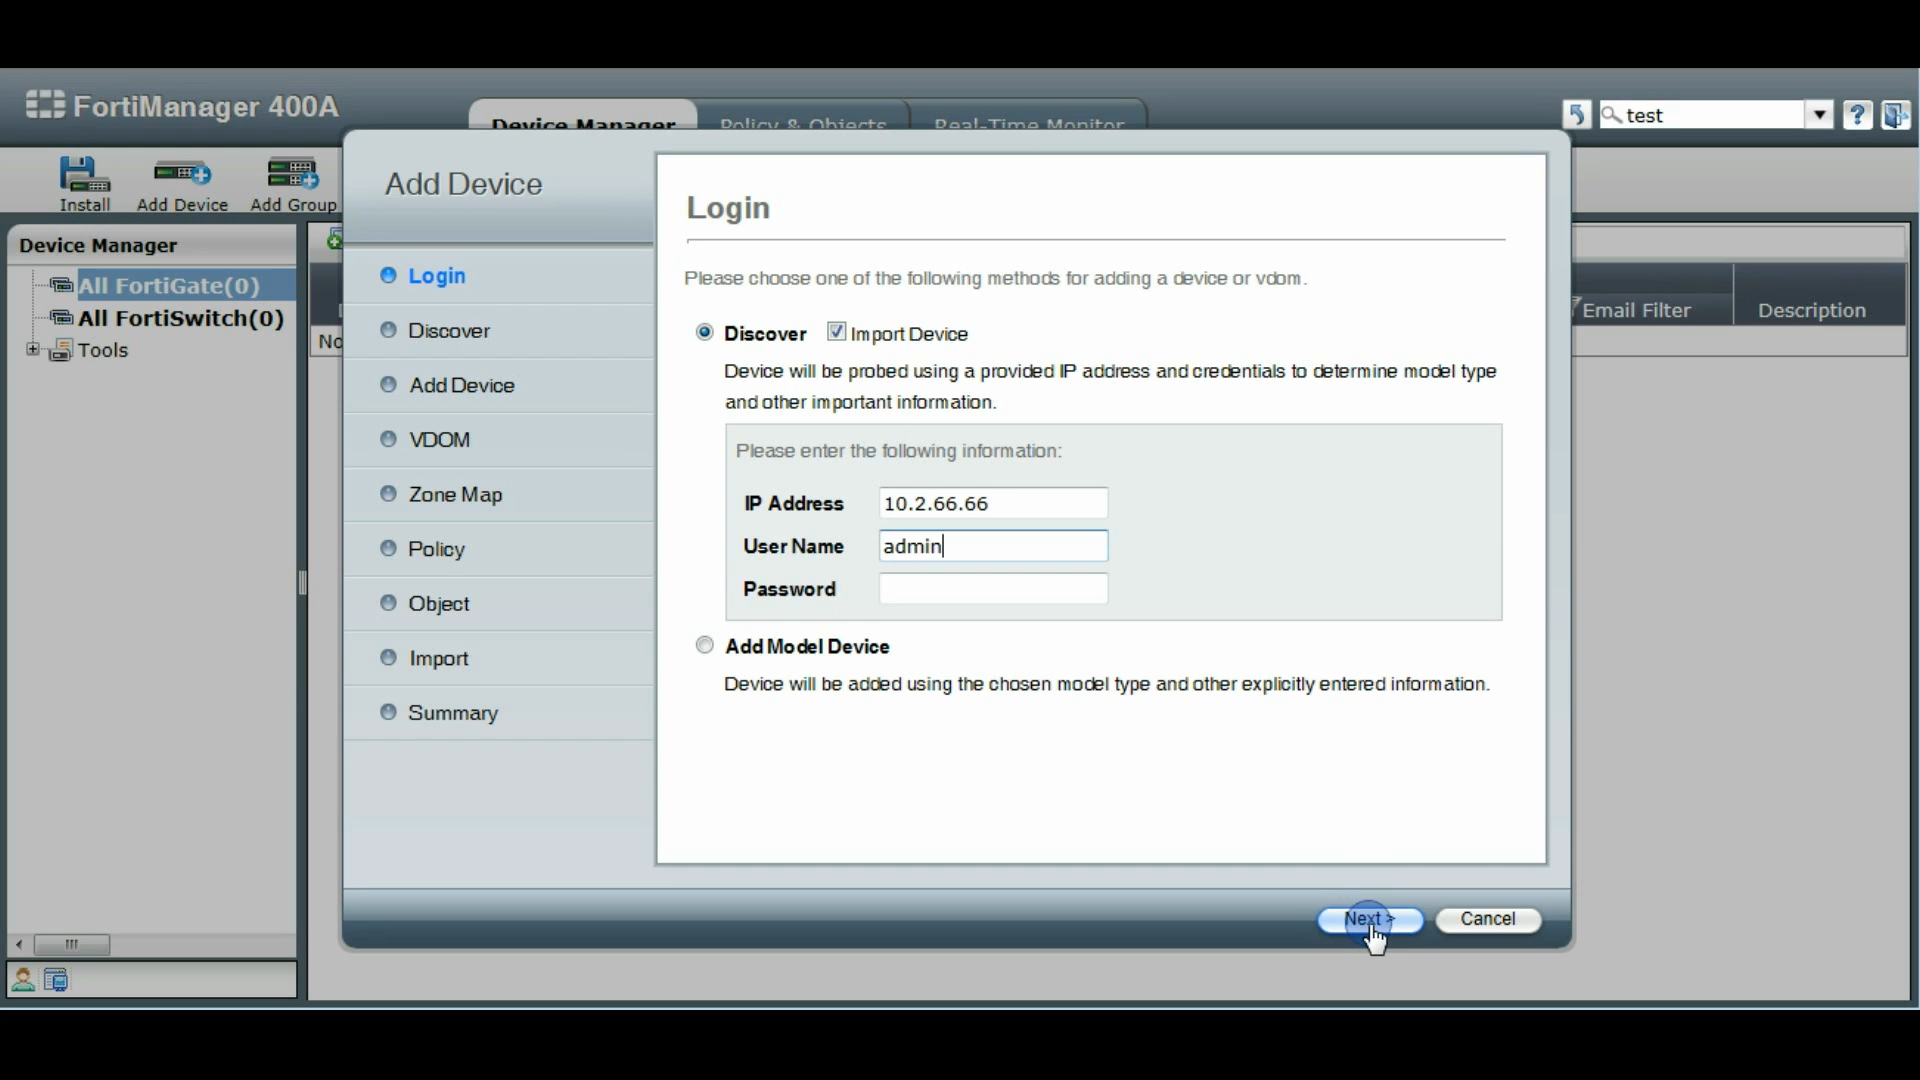 FortiManager 400A
Device Manager
Policy & Objects
Real-Time Monitor
test
Install
Add Device
Add Group
Device Manager
All FortiGate(0)
All FortiSwitch(0)
Tools
No
Email Filter
Description
Add Device
Login
Discover
Add Device
VDOM
Zone Map
Policy
Object
Import
Summary
Login
Please choose one of the following methods for adding a device or vdom.
Discover
Import Device
Device will be probed using a provided IP address and credentials to determine model type
and other important information.
Please enter the following information:
IP Address 10.2.66.66
User Name admin
Password
Add Model Device
Device will be added using the chosen model type and other explicitly entered information.
Next >
Cancel